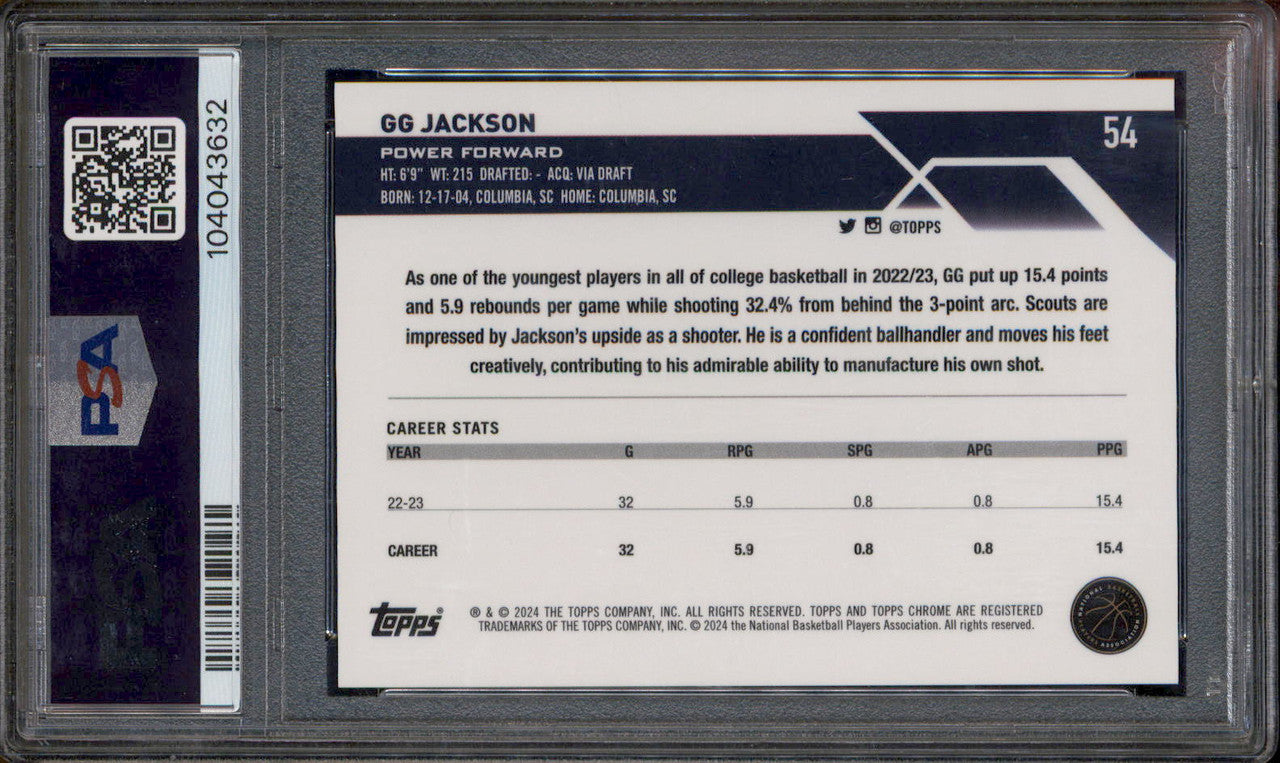 104043632
PSA
GG JACKSON
54
POWER FORWARD
HT: 6'9" WT: 215 DRAFTED: - ACQ: VIA DRAFT
BORN: 12-17-04, COLUMBIA, SC HOME: COLUMBIA, SC
@TOPPS
As one of the youngest players in all of college basketball in 2022/23, GG put up 15.4 points
and 5.9 rebounds per game while shooting 32.4% from behind the 3-point arc. Scouts are
impressed by Jackson's upside as a shooter. He is a confident ballhandler and moves his feet
creatively, contributing to his admirable ability to manufacture his own shot.
CAREER STATS
YEAR G RPG SPG APG PPG
22-23 32 5.9 0.8 0.8 15.4
CAREER 32 5.9 0.8 0.8 15.4
Topps®
® & © 2024 THE TOPPS COMPANY, INC. ALL RIGHTS RESERVED. TOPPS AND TOPPS CHROME ARE REGISTERED
TRADEMARKS OF THE TOPPS COMPANY, INC. © 2024 the National Basketball Players Association. All rights reserved.